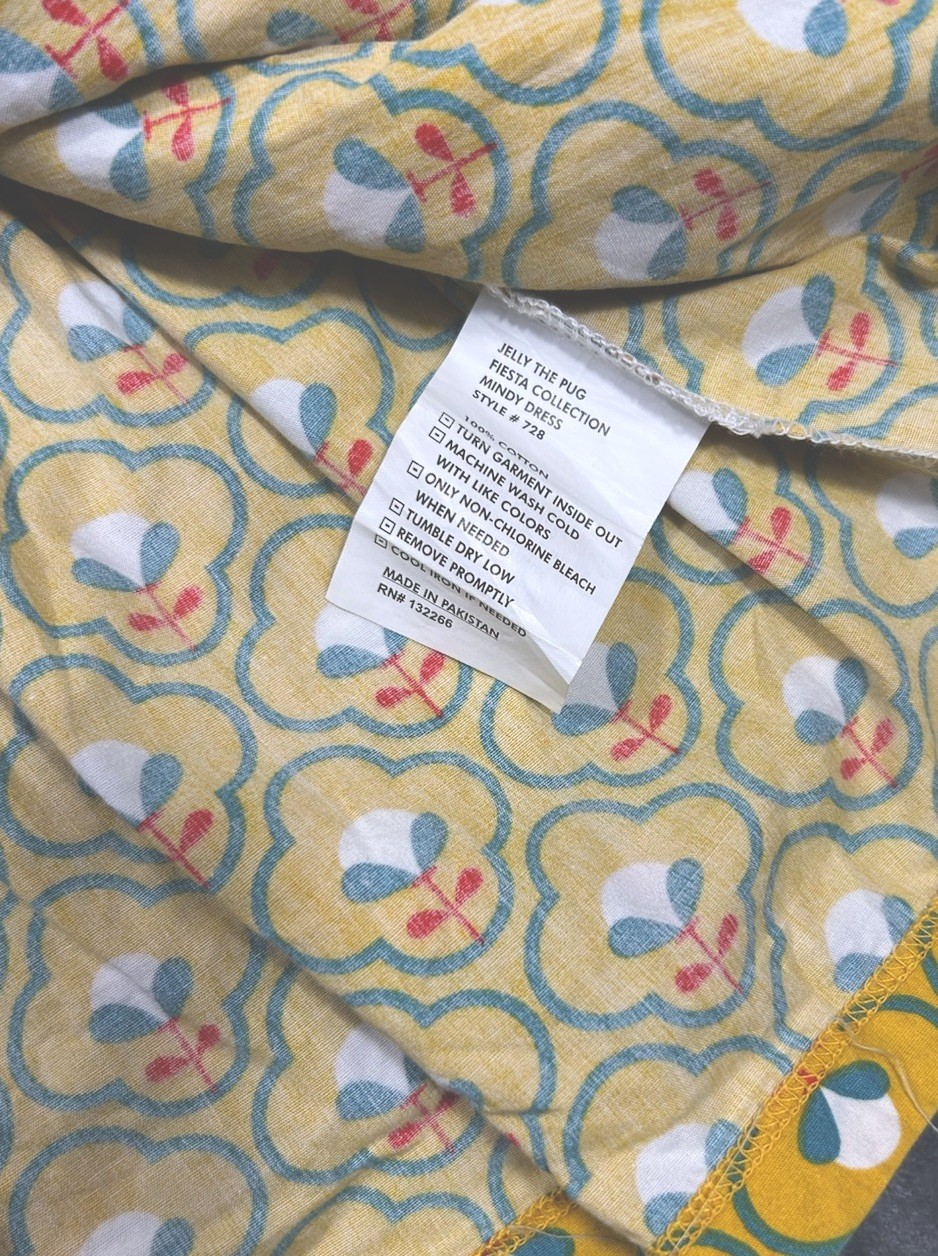 JELLY THE PUG
FIESTA COLLECTION
MINDY DRESS
STYLE # 728
100% COTTON
TURN GARMENT INSIDE OUT
MACHINE WASH COLD
WITH LIKE COLORS
ONLY NON-CHLORINE BLEACH
WHEN NEEDED
TUMBLE DRY LOW
REMOVE PROMPTLY
COOL IRON IF NEEDED
MADE IN PAKISTAN
RN# 132266